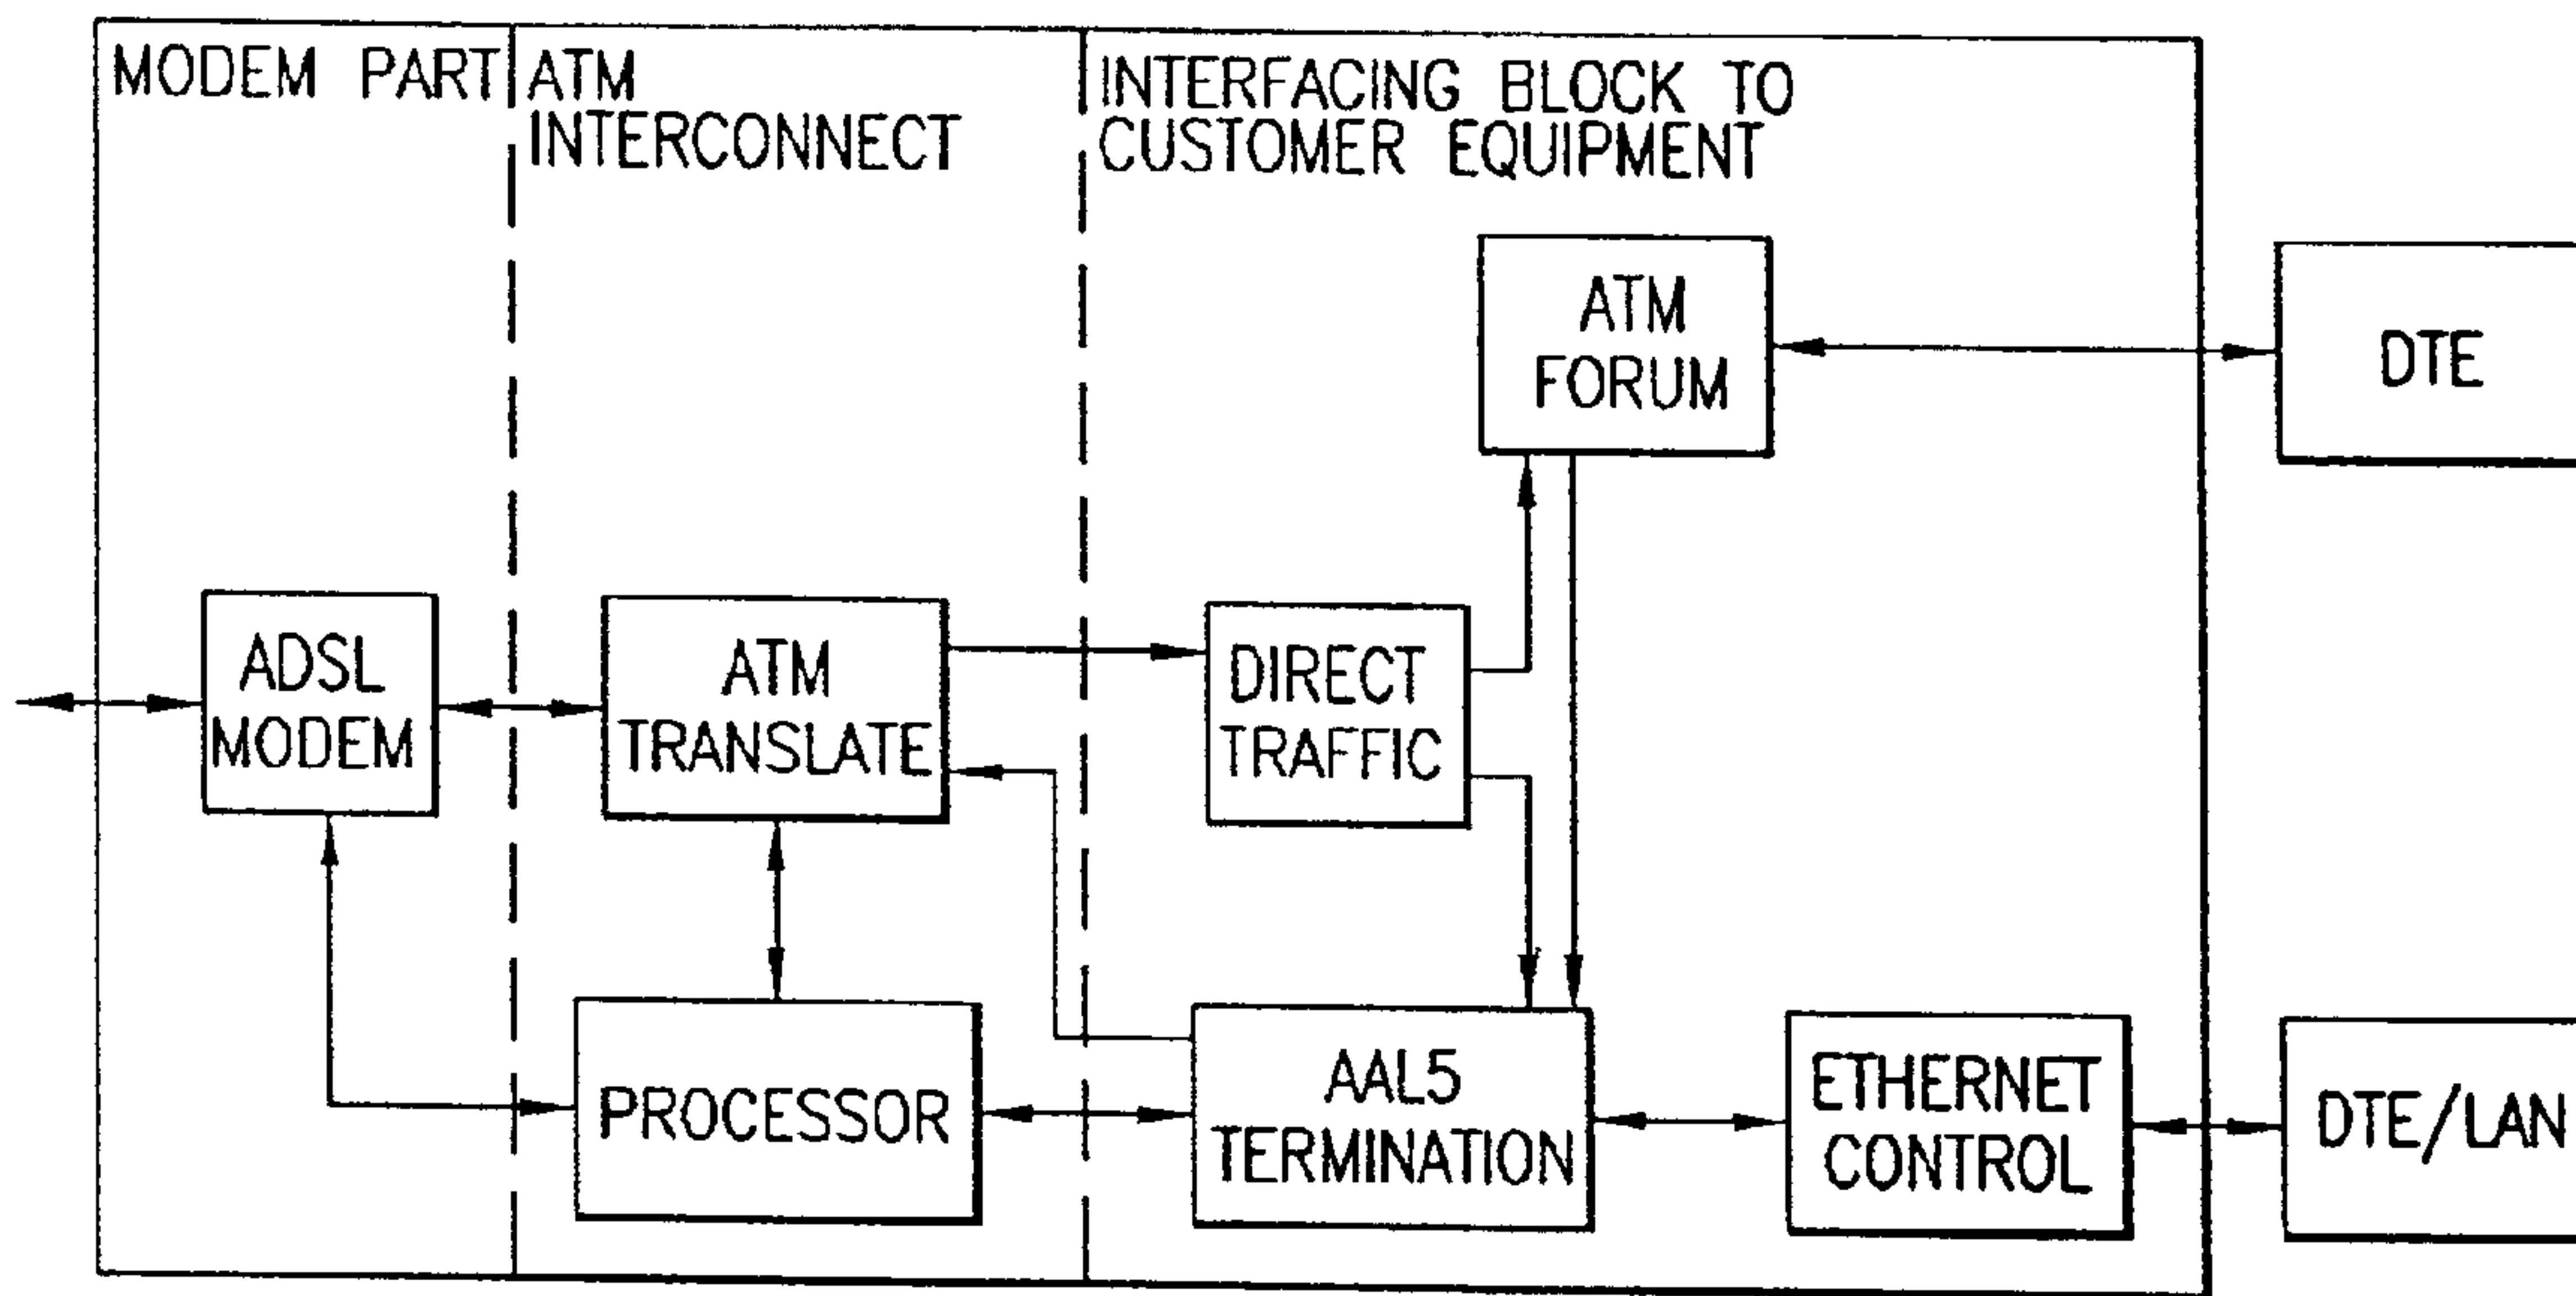 MODEM PART
ATM
INTERCONNECT
INTERFACING BLOCK TO
CUSTOMER EQUIPMENT
ATM
FORUM
DTE
ADSL
MODEM
ATM
TRANSLATE
DIRECT
TRAFFIC
PROCESSOR
AAL5
TERMINATION
ETHERNET
CONTROL
DTE/LAN